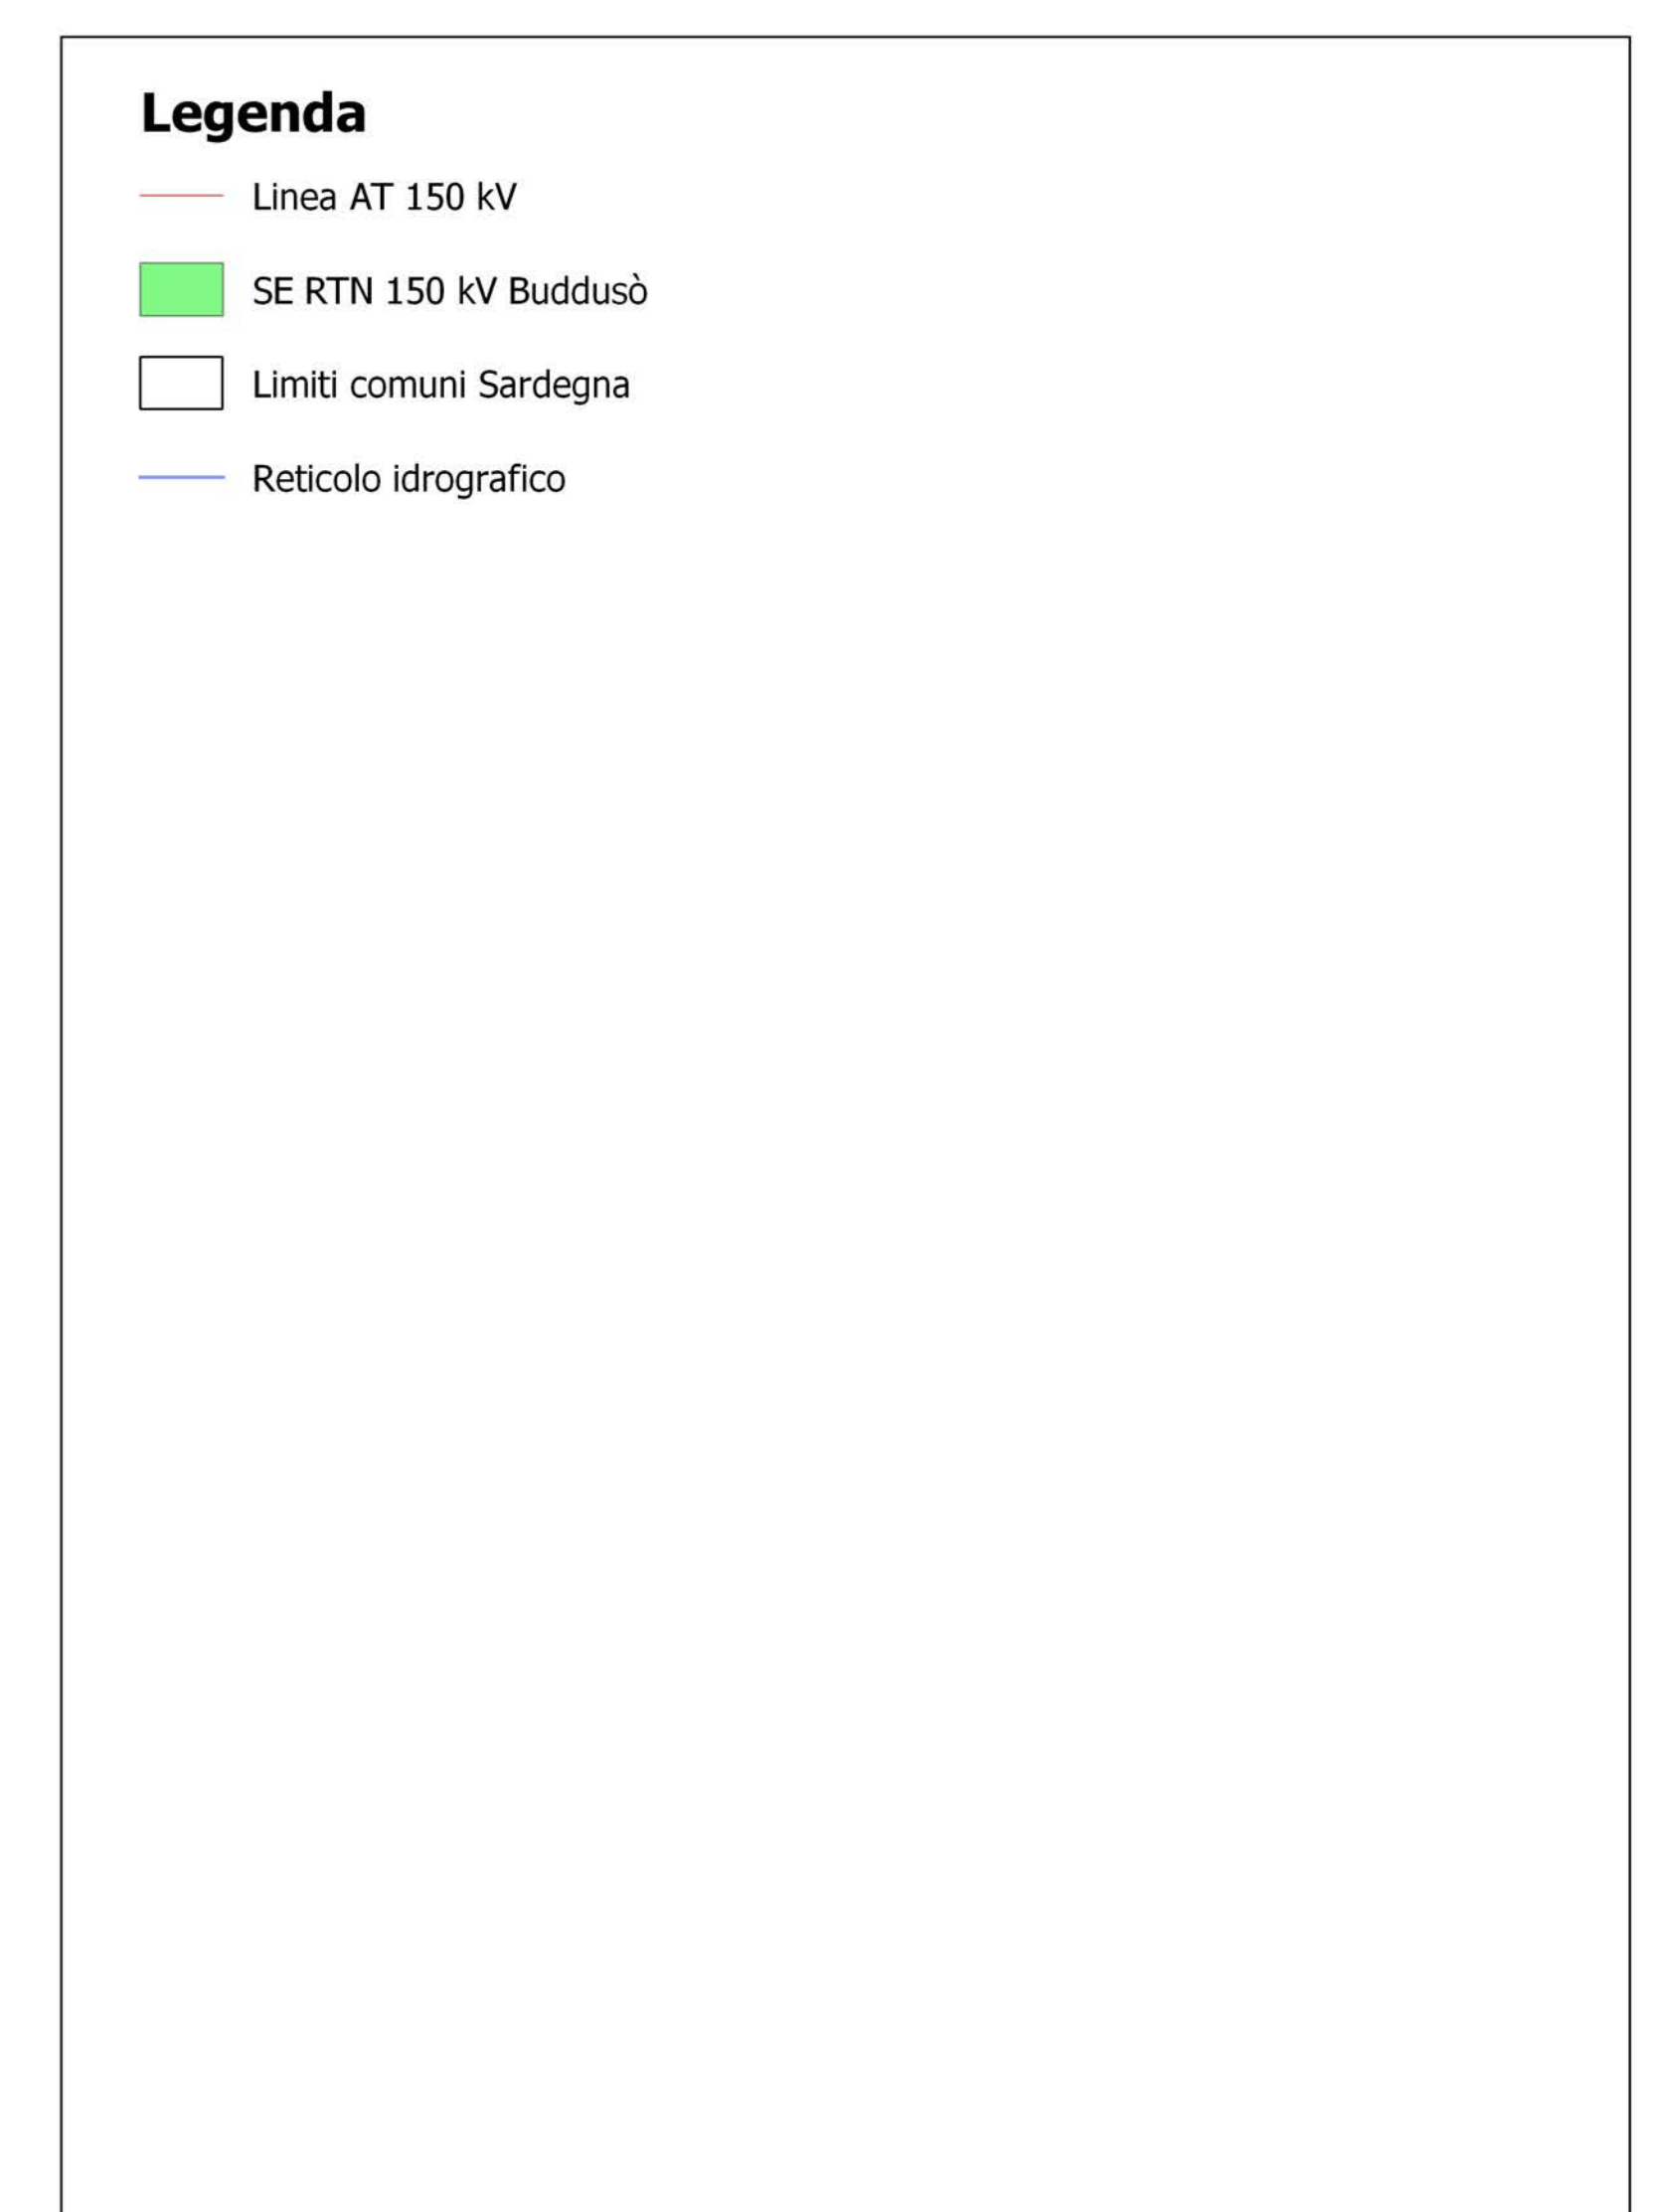 Legenda
Linea AT 150 kV
SE RTN 150 kV Buddusò
Limiti comuni Sardegna
Reticolo idrografico